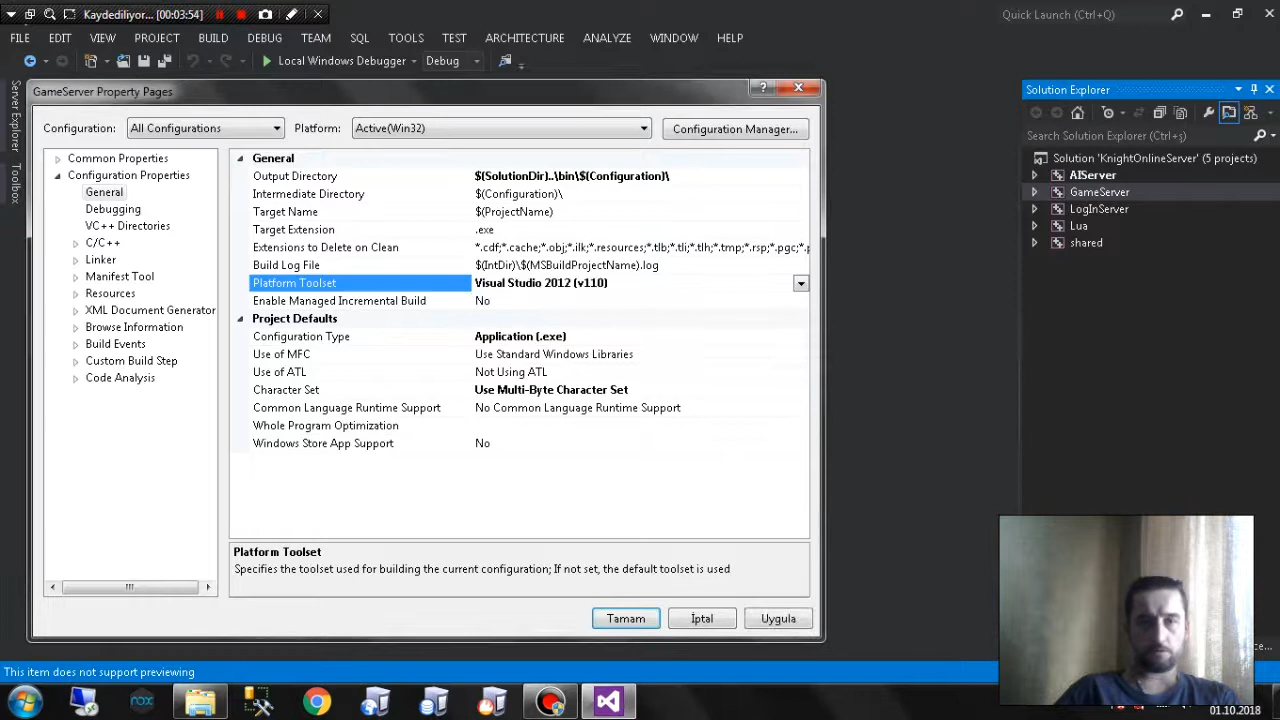 Kaydediliyor... [00:03:54]
Quick Launch (Ctrl+Q)
FILE EDIT VIEW PROJECT BUILD DEBUG TEAM SQL TOOLS TEST ARCHITECTURE ANALYZE WINDOW HELP
Local Windows Debugger Debug
Server Explorer
Toolbox
GameServer Property Pages
Configuration: All Configurations Platform: Active(Win32) Configuration Manager...
Common Properties
Configuration Properties
General
Debugging
VC++ Directories
C/C++
Linker
Manifest Tool
Resources
XML Document Generator
Browse Information
Build Events
Custom Build Step
Code Analysis
General
Output Directory $(SolutionDir)..\bin\$(Configuration)\
Intermediate Directory $(Configuration)\
Target Name $(ProjectName)
Target Extension .exe
Extensions to Delete on Clean *.cdf;*.cache;*.obj;*.ilk;*.resources;*.tlb;*.tli;*.tlh;*.tmp;*.rsp;*.pgc;*.p
Build Log File $(IntDir)\$(MSBuildProjectName).log
Platform Toolset Visual Studio 2012 (v110)
Enable Managed Incremental Build No
Project Defaults
Configuration Type Application (.exe)
Use of MFC Use Standard Windows Libraries
Use of ATL Not Using ATL
Character Set Use Multi-Byte Character Set
Common Language Runtime Support No Common Language Runtime Support
Whole Program Optimization
Windows Store App Support No
Platform Toolset
Specifies the toolset used for building the current configuration; If not set, the default toolset is used
Tamam İptal Uygula
Solution Explorer
Search Solution Explorer (Ctrl+ş)
Solution 'KnightOnlineServer' (5 projects)
AIServer
GameServer
LogInServer
Lua
shared
This item does not support previewing
nox
01.10.2018